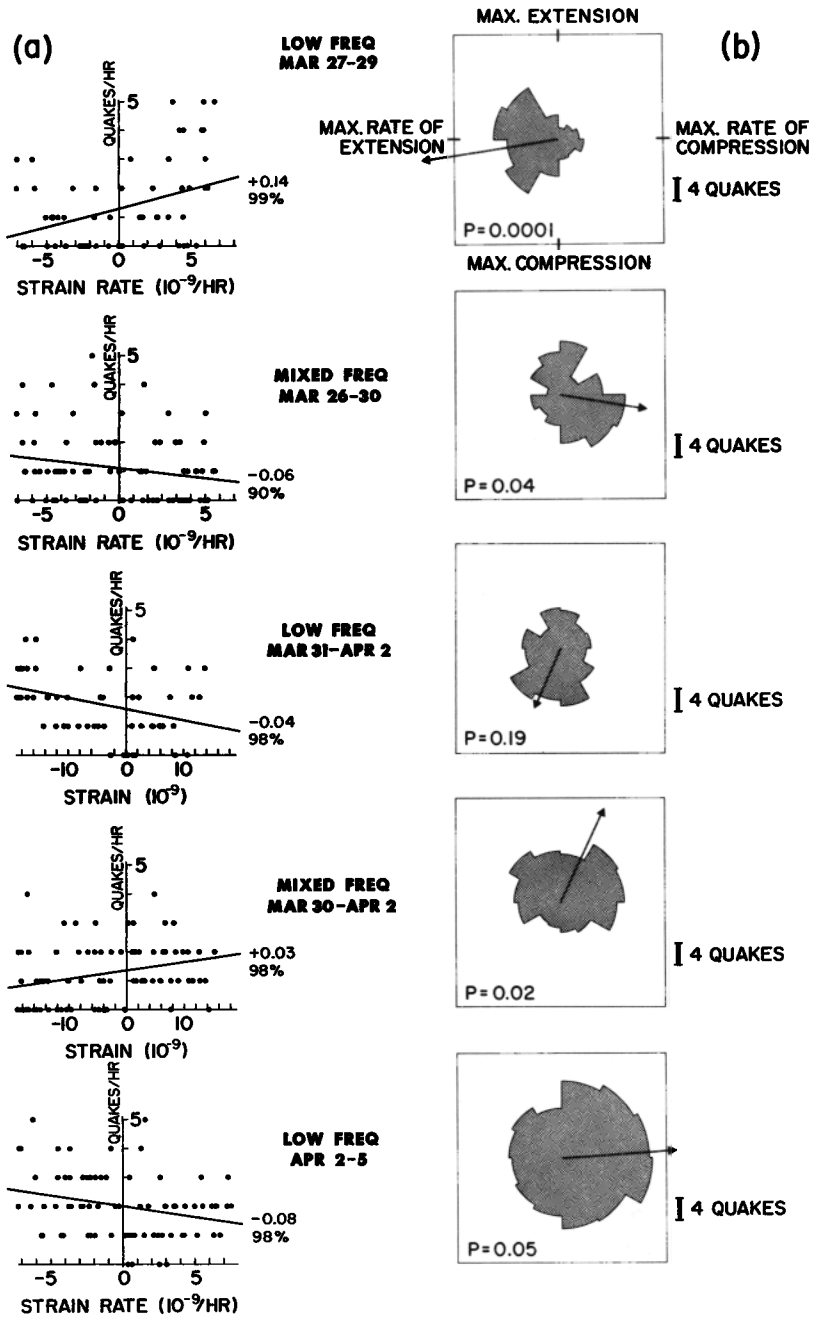 (a)
LOW FREQ
MAR 27-29
QUAKES/HR
5
+0.14
99%
-5 0 5
STRAIN RATE (10⁻⁹/HR)
(b)
MAX. EXTENSION
MAX. RATE OF
EXTENSION
MAX. RATE OF
COMPRESSION
4 QUAKES
P=0.0001
MAX. COMPRESSION
MIXED FREQ
MAR 26-30
QUAKES/HR
5
-0.06
90%
-5 0 5
STRAIN RATE (10⁻⁹/HR)
4 QUAKES
P=0.04
LOW FREQ
MAR 31-APR 2
QUAKES/HR
5
-0.04
98%
-10 0 10
STRAIN (10⁻⁹)
4 QUAKES
P=0.19
MIXED FREQ
MAR 30-APR 2
QUAKES/HR
5
+0.03
98%
-10 0 10
STRAIN (10⁻⁹)
4 QUAKES
P=0.02
LOW FREQ
APR 2-5
QUAKES/HR
5
-0.08
98%
-5 0 5
STRAIN RATE (10⁻⁹/HR)
4 QUAKES
P=0.05